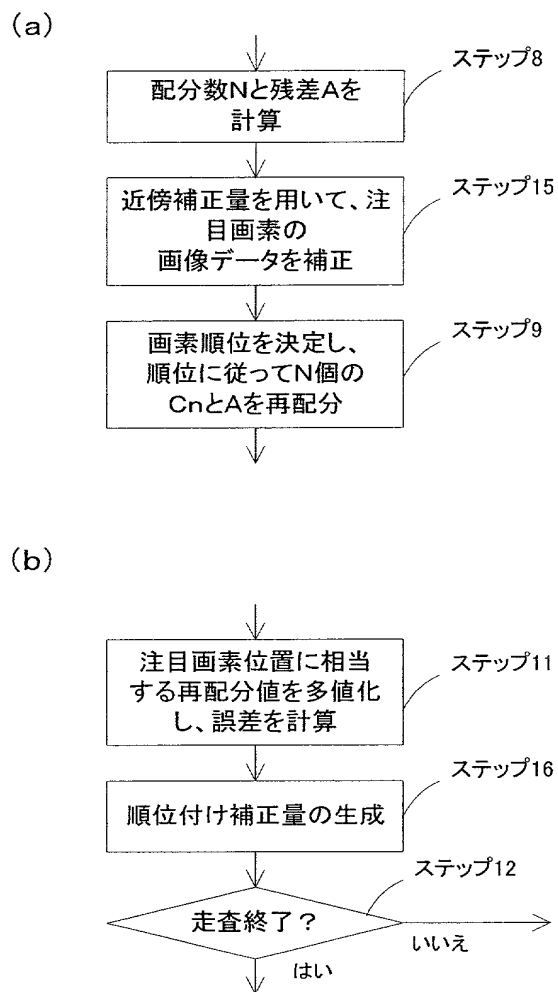 (a)
ステップ8
配分数Nと残差Aを
計算
ステップ15
近傍補正量を用いて、注
目画素の
画像データを補正
ステップ9
画素順位を決定し、
順位に従ってN個の
CnとAを再配分
(b)
ステップ11
注目画素位置に相当
する再配分値を多値化
し、誤差を計算
ステップ16
順位付け補正量の生成
ステップ12
走査終了？
いいえ
はい